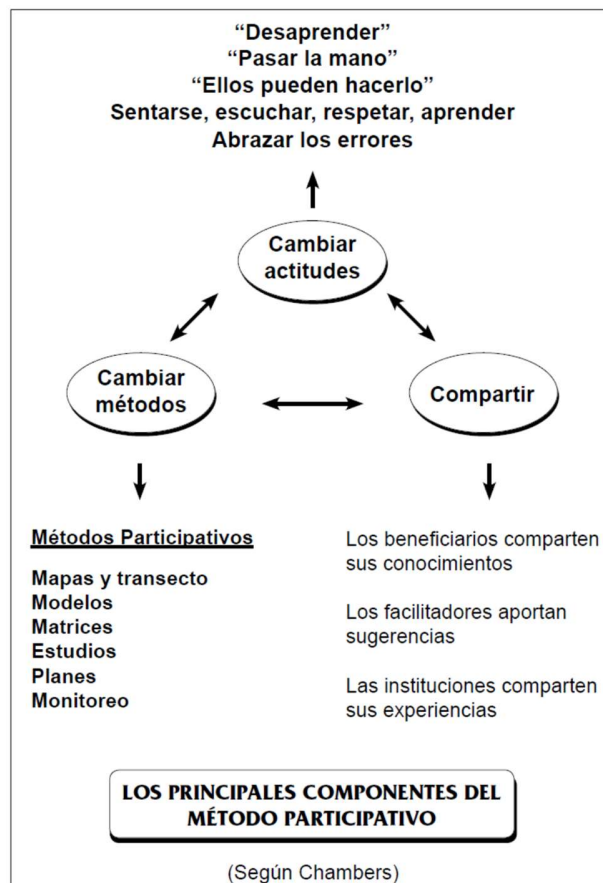 “Desaprender”
“Pasar la mano”
“Ellos pueden hacerlo”
Sentarse, escuchar, respetar, aprender
Abrazar los errores
Cambiar
actitudes
Cambiar
métodos
Compartir
Métodos Participativos
Mapas y transecto
Modelos
Matrices
Estudios
Planes
Monitoreo
Los beneficiarios comparten
sus conocimientos
Los facilitadores aportan
sugerencias
Las instituciones comparten
sus experiencias
LOS PRINCIPALES COMPONENTES DEL
MÉTODO PARTICIPATIVO
(Según Chambers)